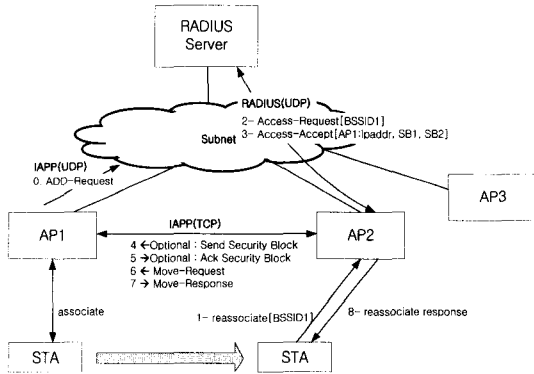 RADIUS
Server
RADIUS(UDP)
2- Access-Request[BSSID1]
3- Access-Accept[AP1:Ipaddr, SB1, SB2]
Subnet
IAPP(UDP)
0. ADD-Request
AP3
AP1
IAPP(TCP)
AP2
4 ←Optional : Send Security Block
5 →Optional : Ack Security Block
6 ← Move-Request
7 → Move-Response
associate
1- reassociate[BSSID1]
8- reassociate response
STA
STA